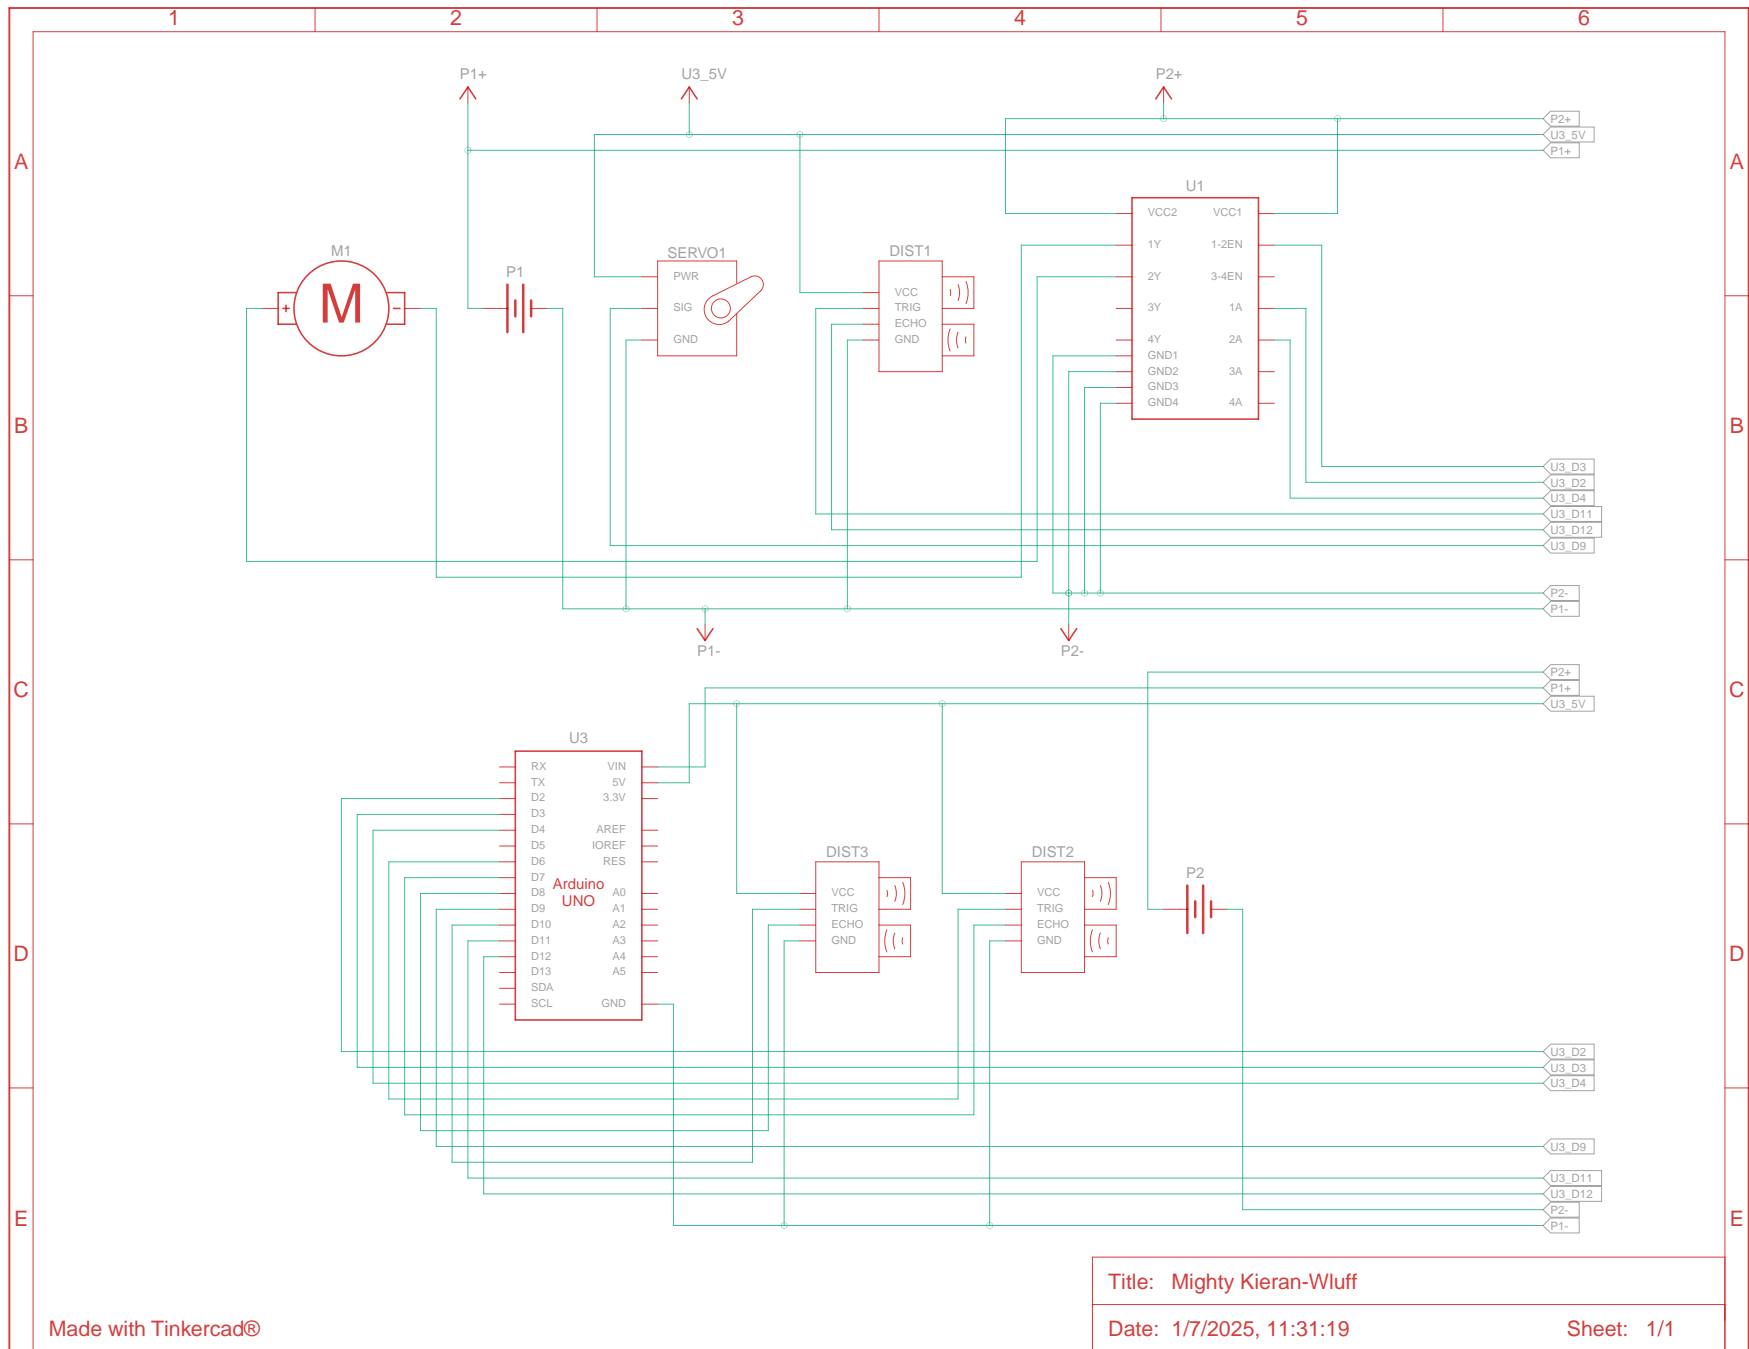 1 2 3 4 5 6
P1+ U3_5V P2+
P2+
U3_5V
P1+
A A
U1
VCC2 VCC1
1Y 1-2EN
2Y 3-4EN
3Y 1A
4Y 2A
GND1
GND2 3A
GND3
GND4 4A
M1
M
+ -
P1
SERVO1
PWR
SIG
GND
DIST1
VCC
TRIG
ECHO
GND
B B
U3_D3
U3_D2
U3_D4
U3_D11
U3_D12
U3_D9
P2-
P1-
P1- P2-
C C
P2+
P1+
U3_5V
U3
RX VIN
TX 5V
D2 3.3V
D3
D4 AREF
D5 IOREF
D6 RES
D7
D8 A0
D9 A1
D10 A2
D11 A3
D12 A4
D13 A5
SDA
SCL GND
Arduino
UNO
DIST3
VCC
TRIG
ECHO
GND
DIST2
VCC
TRIG
ECHO
GND
P2
D D
U3_D2
U3_D3
U3_D4
U3_D9
U3_D11
U3_D12
P2-
P1-
E E
Title: Mighty Kieran-Wluff
Made with Tinkercad®
Date: 1/7/2025, 11:31:19 Sheet: 1/1